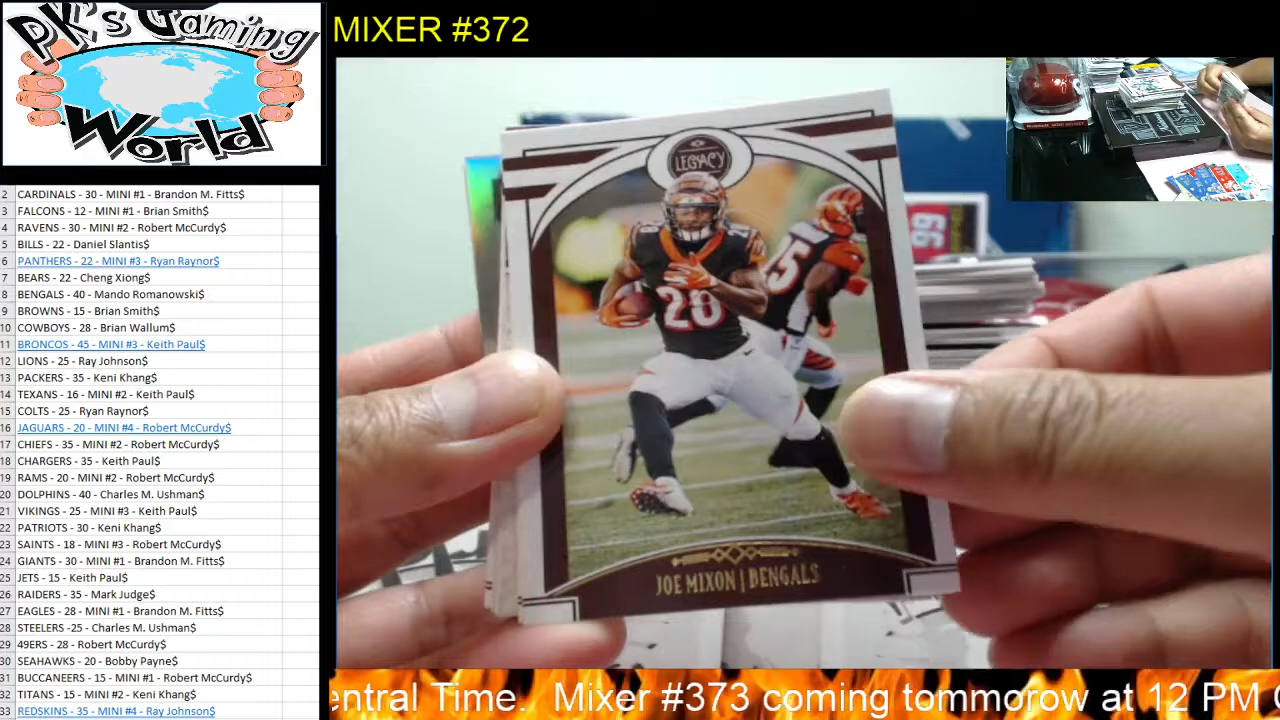 PK's Gaming
World
MIXER #372
2 CARDINALS - 30 - MINI #1 - Brandon M. Fitts$
3 FALCONS - 12 - MINI #1 - Brian Smith$
4 RAVENS - 30 - MINI #2 - Robert McCurdy$
5 BILLS - 22 - Daniel Slantis$
6 PANTHERS - 22 - MINI #3 - Ryan Raynor$
7 BEARS - 22 - Cheng Xiong$
8 BENGALS - 40 - Mando Romanowski$
9 BROWNS - 15 - Brian Smith$
10 COWBOYS - 28 - Brian Wallum$
11 BRONCOS - 45 - MINI #3 - Keith Paul$
12 LIONS - 25 - Ray Johnson$
13 PACKERS - 35 - Keni Khang$
14 TEXANS - 16 - MINI #2 - Keith Paul$
15 COLTS - 25 - Ryan Raynor$
16 JAGUARS - 20 - MINI #4 - Robert McCurdy$
17 CHIEFS - 35 - MINI #2 - Robert McCurdy$
18 CHARGERS - 35 - Keith Paul$
19 RAMS - 20 - MINI #2 - Robert McCurdy$
20 DOLPHINS - 40 - Charles M. Ushman$
21 VIKINGS - 25 - MINI #3 - Keith Paul$
22 PATRIOTS - 30 - Keni Khang$
23 SAINTS - 18 - MINI #3 - Robert McCurdy$
24 GIANTS - 30 - MINI #1 - Brandon M. Fitts$
25 JETS - 15 - Keith Paul$
26 RAIDERS - 35 - Mark Judge$
27 EAGLES - 28 - MINI #1 - Brandon M. Fitts$
28 STEELERS -25 - Charles M. Ushman$
29 49ERS - 28 - Robert McCurdy$
30 SEAHAWKS - 20 - Bobby Payne$
31 BUCCANEERS - 15 - MINI #1 - Robert McCurdy$
32 TITANS - 15 - MINI #2 - Keni Khang$
33 REDSKINS - 35 - MINI #4 - Ray Johnson$
LEGACY
28
25
99
JOE MIXON | BENGALS
entral Time. Mixer #373 coming tommorow at 12 PM C